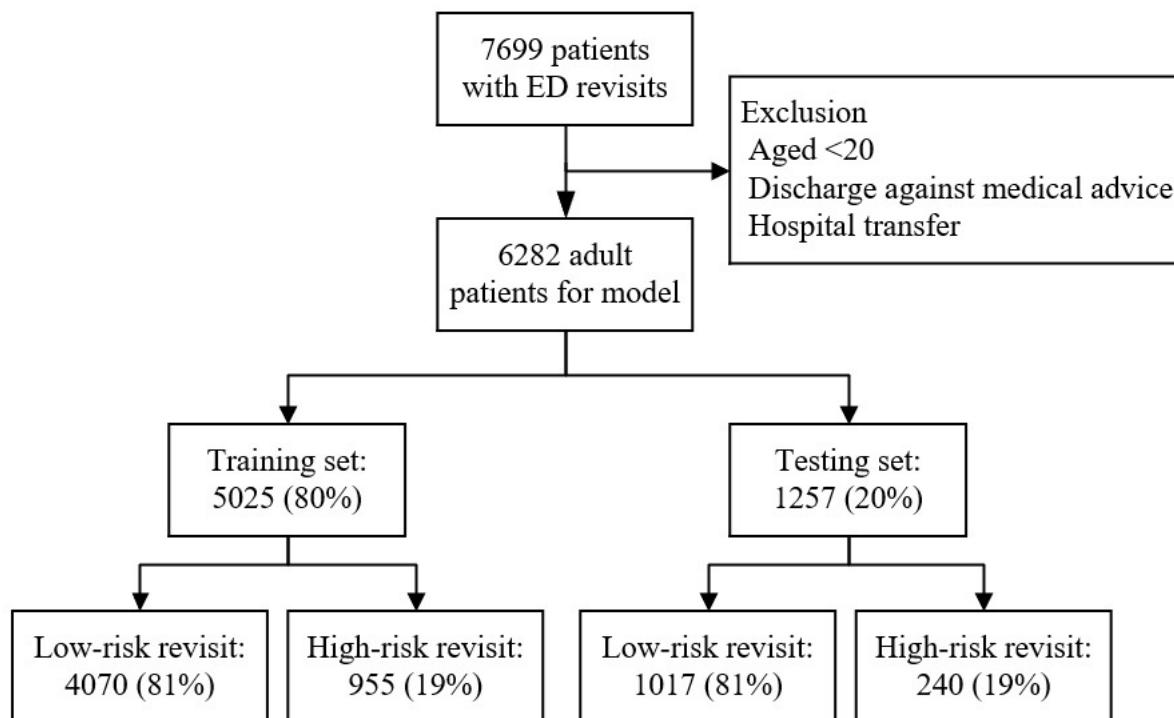 7699 patients
with ED revisits
Exclusion
Aged <20
Discharge against medical advice
Hospital transfer
6282 adult
patients for model
Training set:
5025 (80%)
Testing set:
1257 (20%)
Low-risk revisit:
4070 (81%)
High-risk revisit:
955 (19%)
Low-risk revisit:
1017 (81%)
High-risk revisit:
240 (19%)